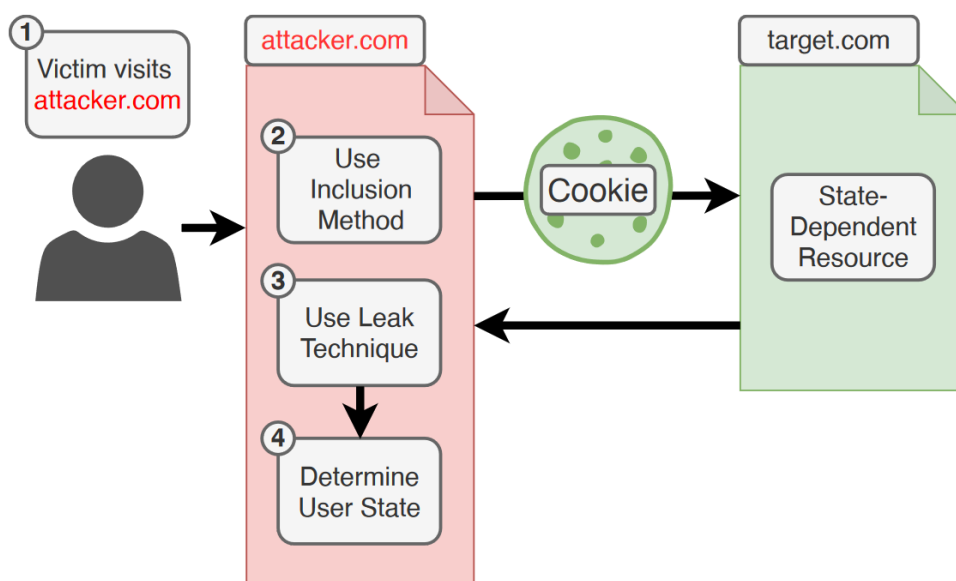 1
Victim visits
attacker.com
attacker.com
2
Use
Inclusion
Method
3
Use Leak
Technique
4
Determine
User State
Cookie
target.com
State-
Dependent
Resource